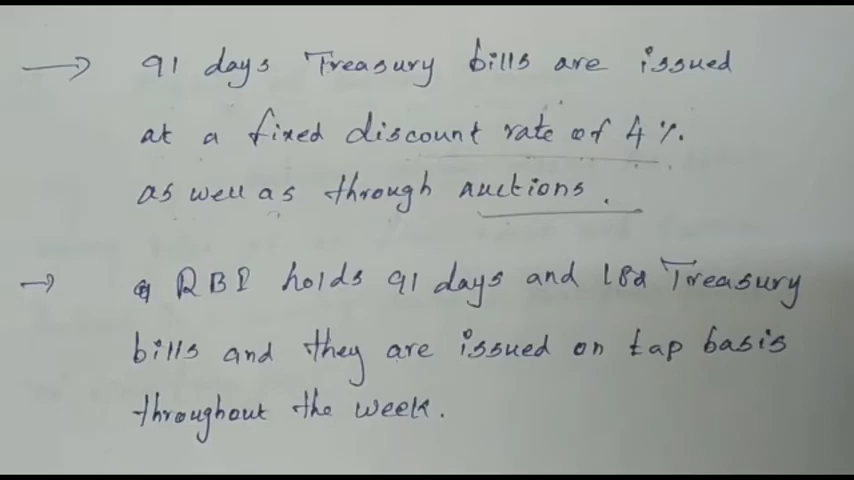 → 91 days Treasury bills are issued
at a fixed discount rate of 4%.
as well as through auctions.
→ RBI holds 91 days and 182 Treasury
bills and they are issued on tap basis
throughout the week.